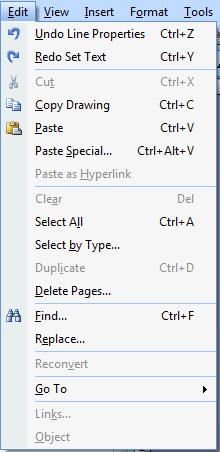 Edit View Insert Format Tools
Undo Line Properties Ctrl+Z
Redo Set Text Ctrl+Y
Cut Ctrl+X
Copy Drawing Ctrl+C
Paste Ctrl+V
Paste Special... Ctrl+Alt+V
Paste as Hyperlink
Clear Del
Select All Ctrl+A
Select by Type...
Duplicate Ctrl+D
Delete Pages...
Find... Ctrl+F
Replace...
Reconvert
Go To
Links...
Object